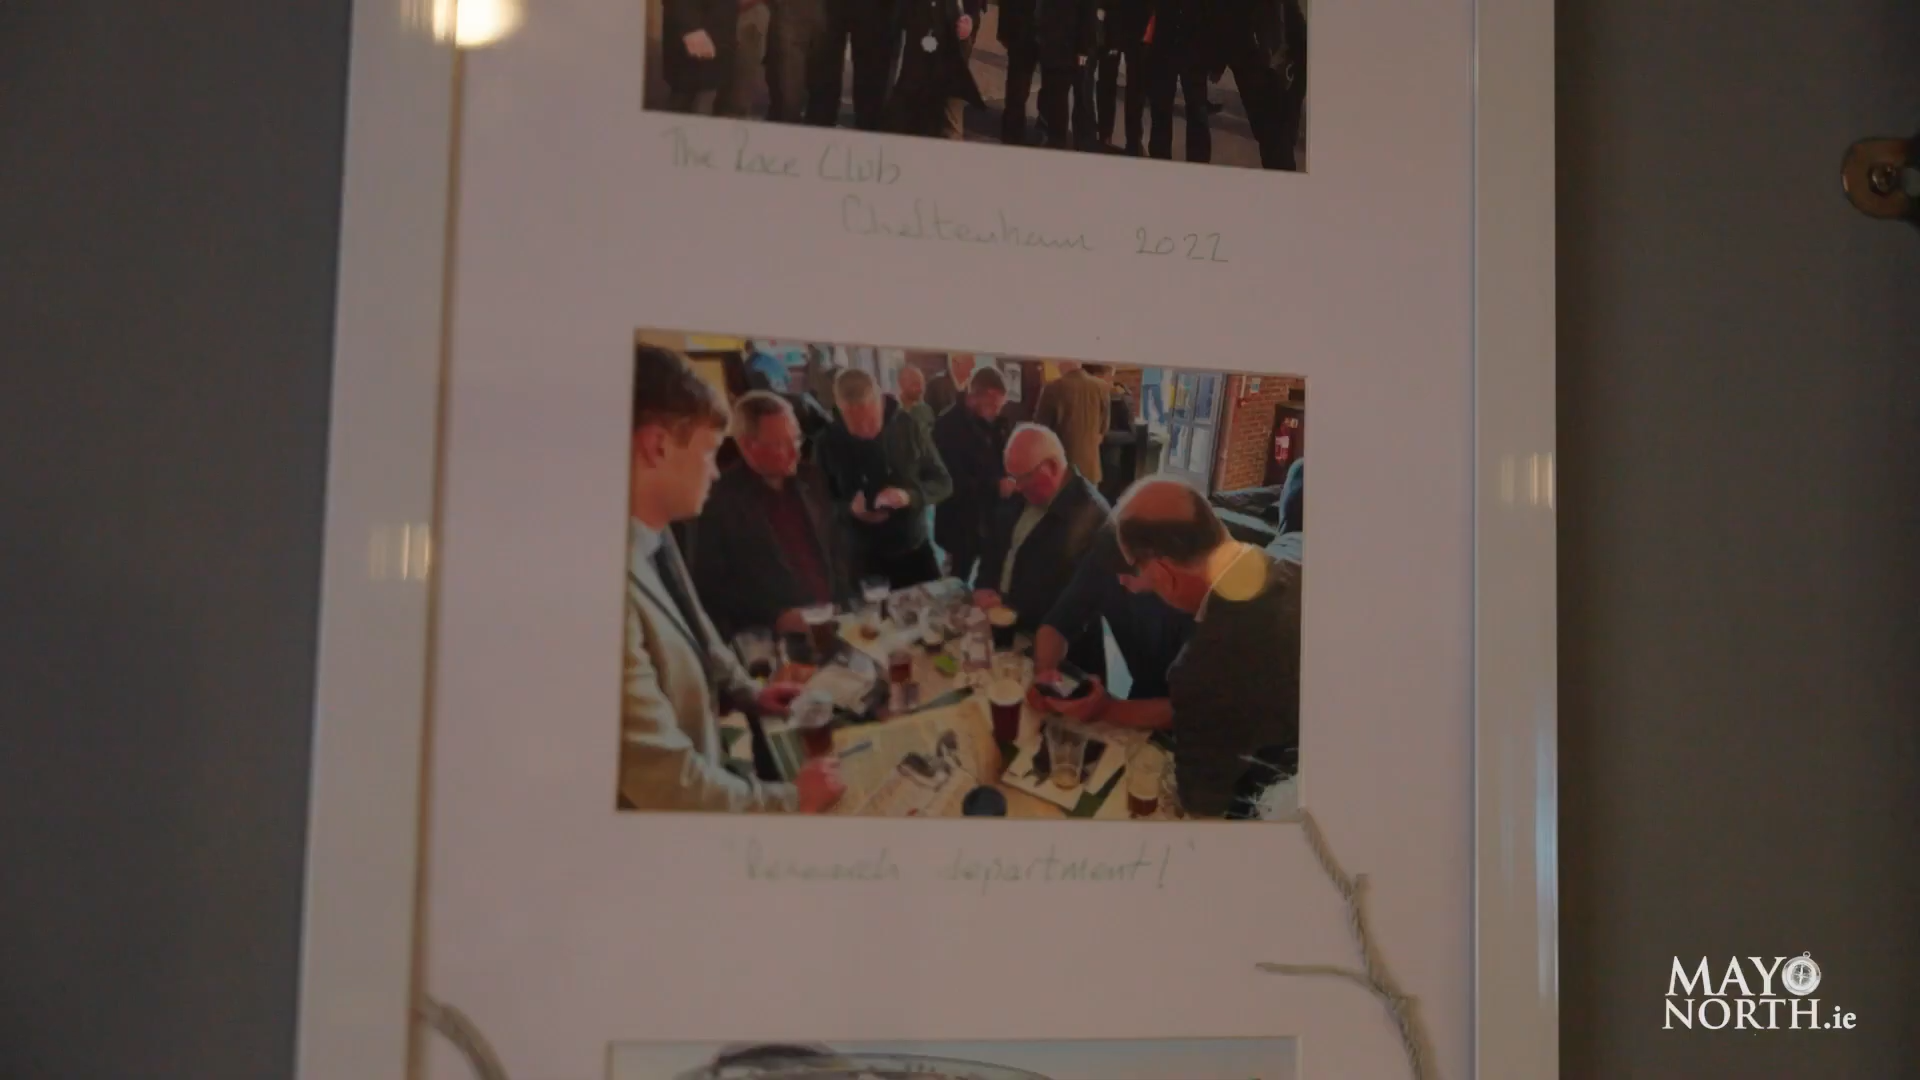 The Race Club
Cheltenham 2022
"Research department!"
MAYO
NORTH.ie